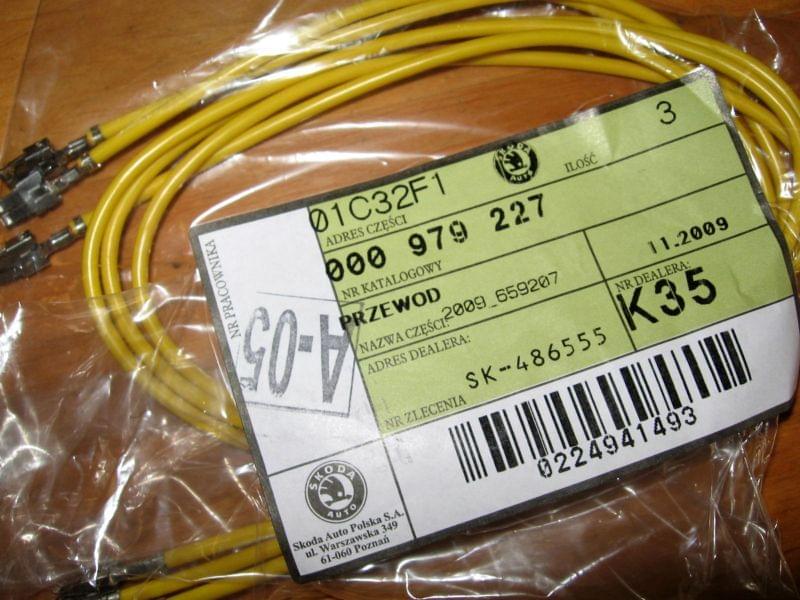 3
ŠKODA
AUTO
ILOŚĆ
01C32F1
ADRES CZĘŚCI
000 979 227
NR KATALOGOWY
11.2009
PRZEWOD
2009_659207
NAZWA CZĘŚCI:
NR DEALERA:
K35
ADRES DEALERA:
SK-486555
NR ZLECENIA
0224941493
NR PRACOWNIKA
A-05
ŠKODA
AUTO
Skoda Auto Polska S.A.
ul. Warszawska 349
61-060 Poznań